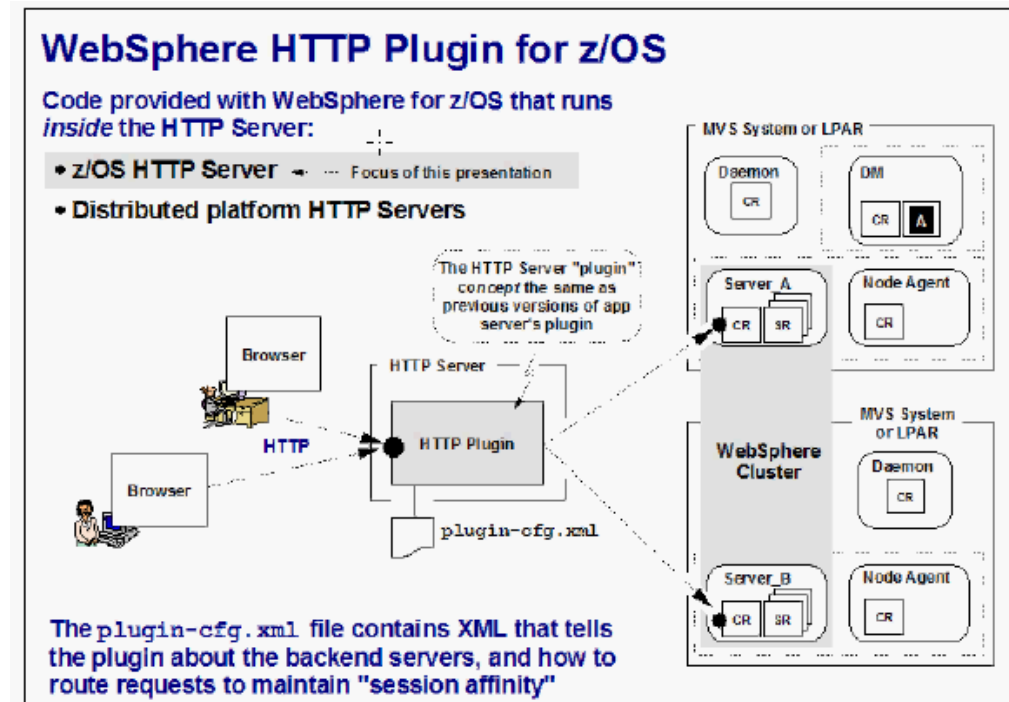 WebSphere HTTP Plugin for z/OS
Code provided with WebSphere for z/OS that runs
inside the HTTP Server:
• z/OS HTTP Server
Focus of this presentation
• Distributed platform HTTP Servers
The HTTP Server "plugin"
concept the same as
previous versions of app
server's plugin
Browser
HTTP
Browser
HTTP Server
HTTP Plugin
plugin-cfg.xml
MVS System or LPAR
Daemon
CR
DM
CR
A
Server_A
CR
SR
Node Agent
CR
WebSphere
Cluster
MVS System
or LPAR
Daemon
CR
Server_B
CR
SR
Node Agent
CR
The plugin-cfg.xml file contains XML that tells
the plugin about the backend servers, and how to
route requests to maintain "session affinity"